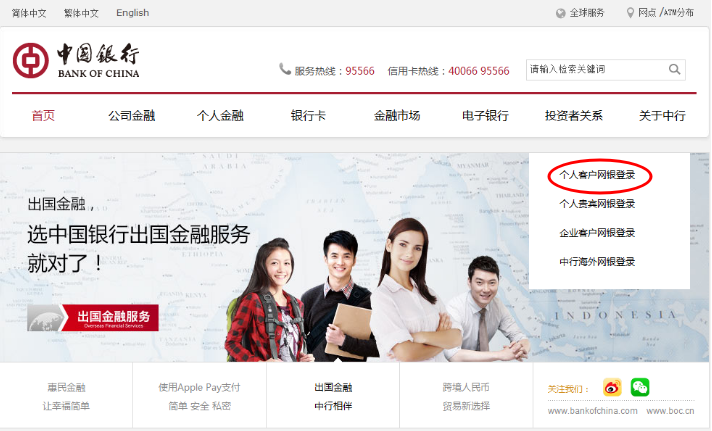 简体中文 繁体中文 English 全球服务 网点 /ATM分布
中国银行
BANK OF CHINA
服务热线：95566 信用卡热线：40066 95566 请输入检索关键词
首页 公司金融 个人金融 银行卡 金融市场 电子银行 投资者关系 关于中行
个人客户网银登录
个人贵宾网银登录
企业客户网银登录
中行海外网银登录
出国金融，
选中国银行出国金融服务
就对了！
出国金融服务
Overseas Financial Services
MYANMAR
INDONESIA
惠民金融
让幸福简单
使用Apple Pay支付
简单 安全 私密
出国金融
中行相伴
跨境人民币
贸易新选择
关注我们：
www.bankofchina.com www.boc.cn